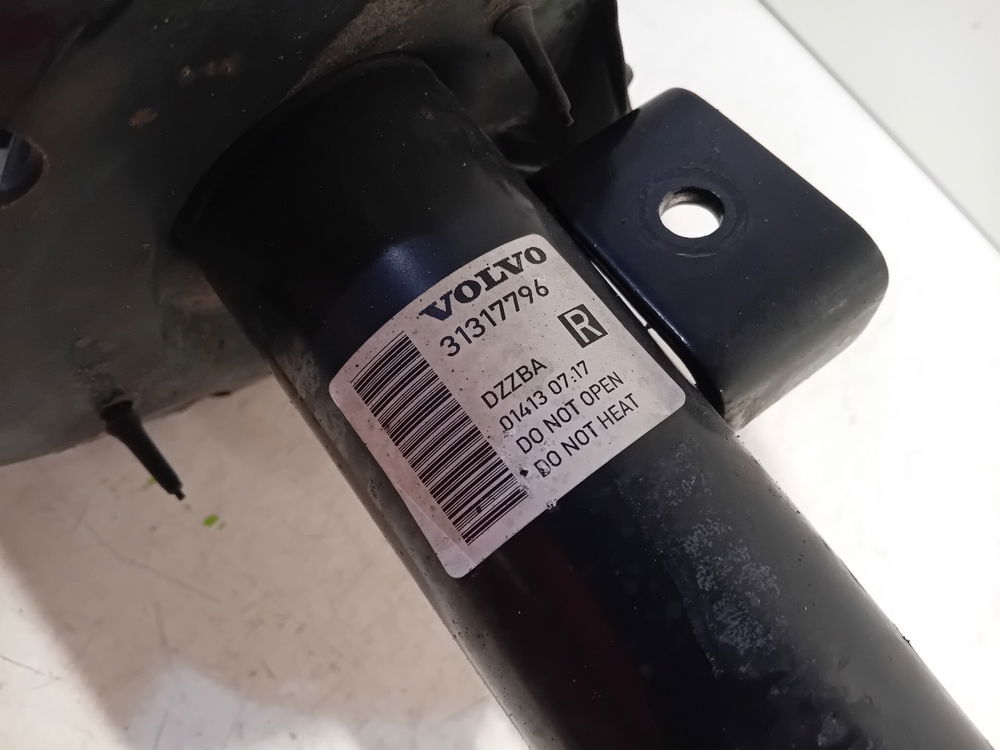 VOLVO
31317796
R
DZZBA
01413 07.17
DO NOT OPEN
DO NOT HEAT